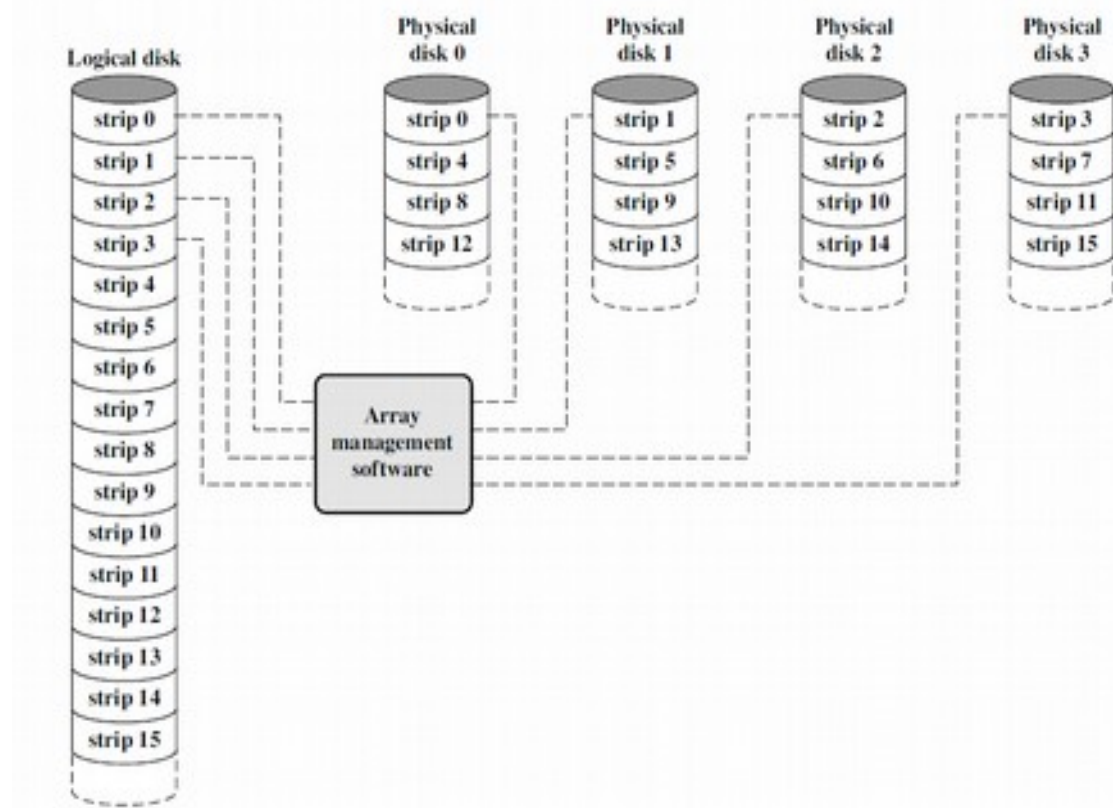 Logical disk
strip 0
strip 1
strip 2
strip 3
strip 4
strip 5
strip 6
strip 7
strip 8
strip 9
strip 10
strip 11
strip 12
strip 13
strip 14
strip 15
Physical
disk 0
strip 0
strip 4
strip 8
strip 12
Physical
disk 1
strip 1
strip 5
strip 9
strip 13
Physical
disk 2
strip 2
strip 6
strip 10
strip 14
Physical
disk 3
strip 3
strip 7
strip 11
strip 15
Array
management
software